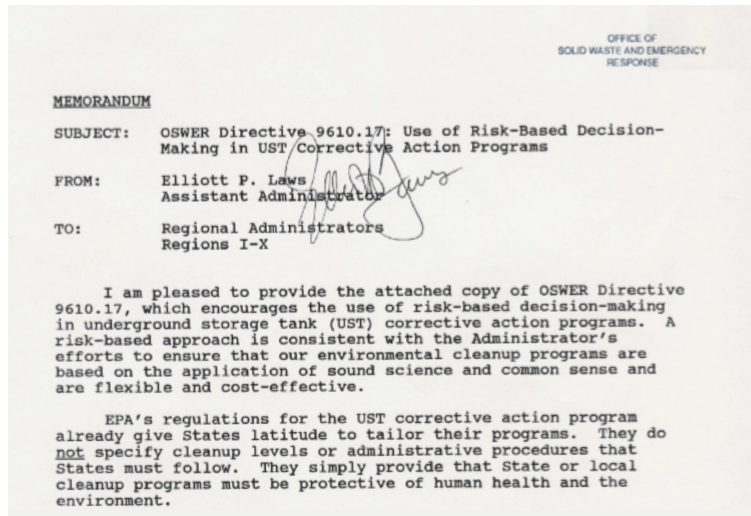 OFFICE OF
SOLID WASTE AND EMERGENCY
RESPONSE
MEMORANDUM
SUBJECT: OSWER Directive 9610.17: Use of Risk-Based Decision-
Making in UST Corrective Action Programs
FROM: Elliott P. Laws
Assistant Administrator
TO: Regional Administrators
Regions I-X
I am pleased to provide the attached copy of OSWER Directive
9610.17, which encourages the use of risk-based decision-making
in underground storage tank (UST) corrective action programs. A
risk-based approach is consistent with the Administrator's
efforts to ensure that our environmental cleanup programs are
based on the application of sound science and common sense and
are flexible and cost-effective.
EPA's regulations for the UST corrective action program
already give States latitude to tailor their programs. They do
not specify cleanup levels or administrative procedures that
States must follow. They simply provide that State or local
cleanup programs must be protective of human health and the
environment.